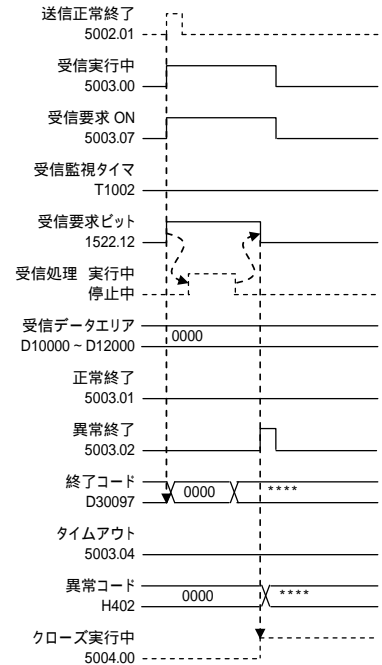 送信正常終了
5002.01
受信実行中
5003.00
受信要求 ON
5003.07
受信監視タイマ
T1002
受信要求ビット
1522.12
受信処理 実行中
停止中
受信データエリア
D10000 ~ D12000
0000
正常終了
5003.01
異常終了
5003.02
終了コード
D30097
0000
****
タイムアウト
5003.04
異常コード
H402
0000
****
クローズ実行中
5004.00